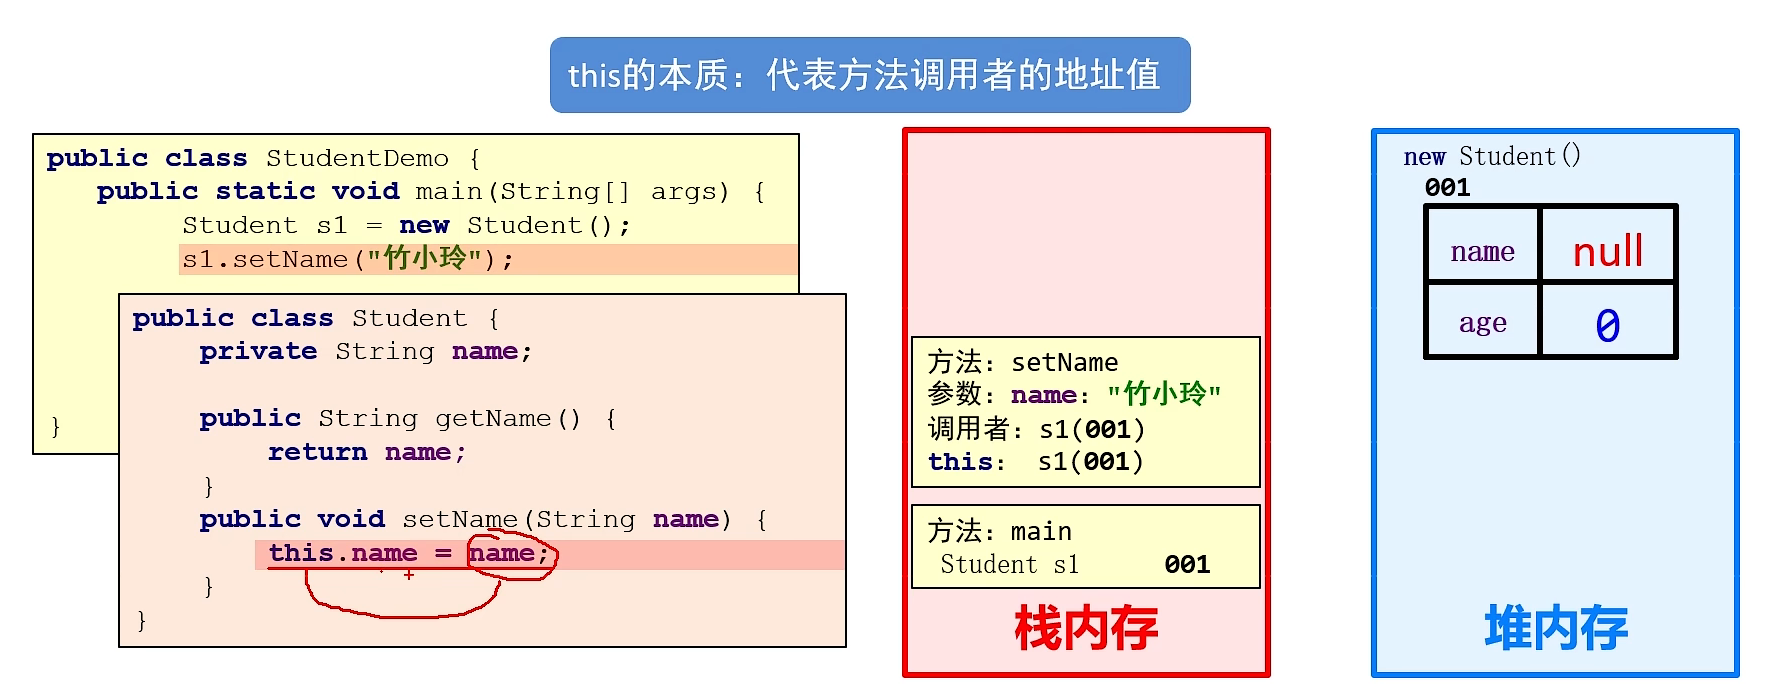 this的本质：代表方法调用者的地址值
public class StudentDemo {
public static void main(String[] args) {
Student s1 = new Student();
s1.setName("竹小玲");
}
public class Student {
private String name;
public String getName() {
return name;
}
public void setName(String name) {
this.name = name;
}
}
方法：setName
参数：name："竹小玲"
调用者：s1(001)
this： s1(001)
方法：main
Student s1 001
栈内存
new Student()
001
name null
age 0
堆内存